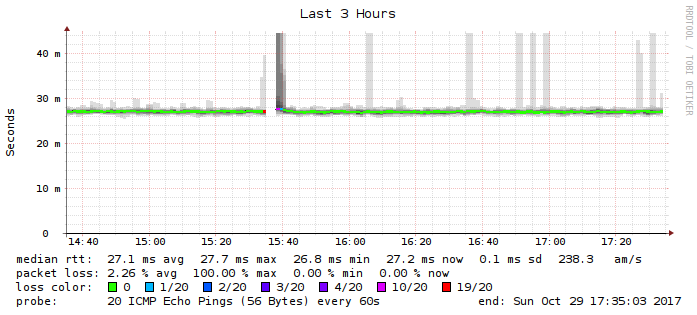 Last 3 Hours
RRDTOOL / TOBI OETIKER
Seconds
40 m
30 m
20 m
10 m
0
14:40 15:00 15:20 15:40 16:00 16:20 16:40 17:00 17:20
median rtt: 27.1 ms avg 27.7 ms max 26.8 ms min 27.2 ms now 0.1 ms sd 238.3 am/s
packet loss: 2.26 % avg 100.00 % max 0.00 % min 0.00 % now
loss color: 0 1/20 2/20 3/20 4/20 10/20 19/20
probe: 20 ICMP Echo Pings (56 Bytes) every 60s end: Sun Oct 29 17:35:03 2017